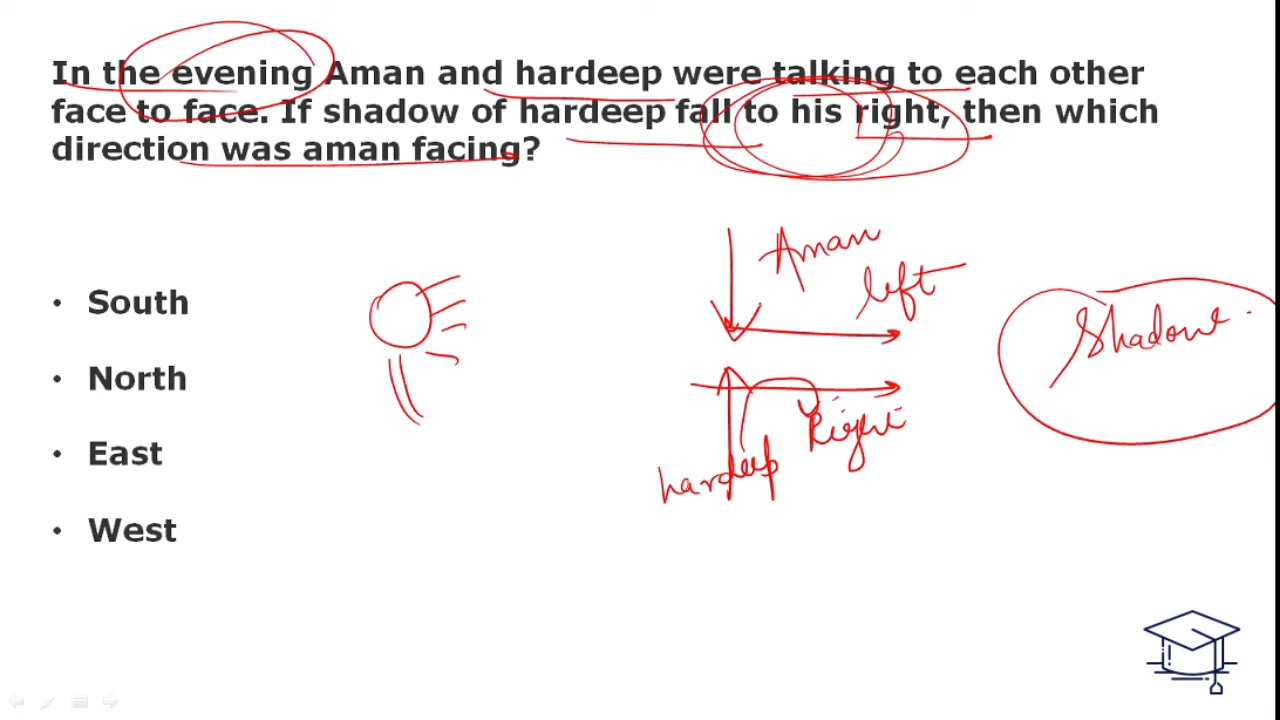 In the evening Aman and hardeep were talking to each other
face to face. If shadow of hardeep fall to his right, then which
direction was aman facing?
Aman
left
• South
Shadow
• North
Right
hardeep
• East
• West